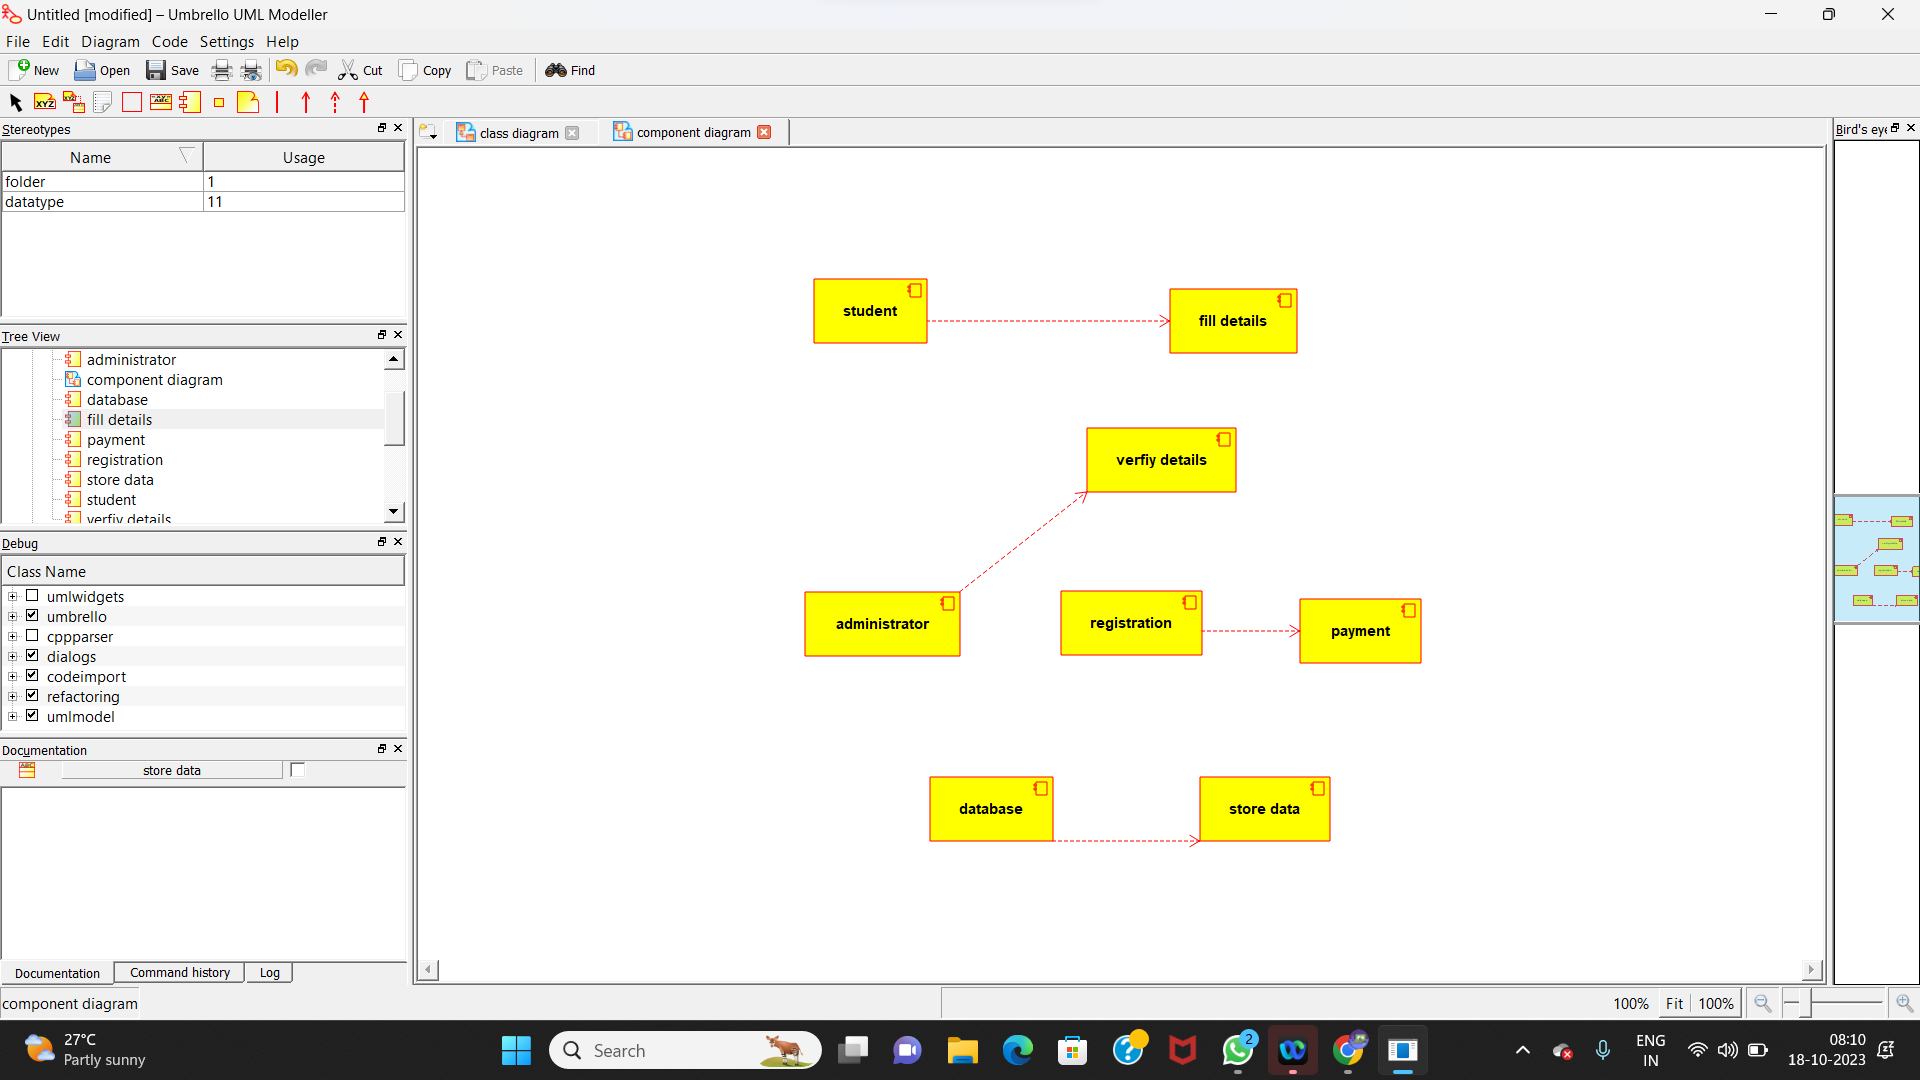 Untitled [modified] – Umbrello UML Modeller
File Edit Diagram Code Settings Help
New Open Save Cut Copy Paste Find
XYZ XYZ ABC
Stereotypes
class diagram component diagram
Bird's eye
Name Usage
folder 1
datatype 11
student
fill details
Tree View
administrator
component diagram
database
fill details
payment
registration
store data
student
verfiy details
verfiy details
Debug
Class Name
umlwidgets
umbrello
cppparser
dialogs
codeimport
refactoring
umlmodel
administrator
registration
payment
Documentation
store data
database
store data
Documentation Command history Log
component diagram
100% Fit 100%
27°C
Partly sunny
Search
2
ENG
IN
08:10
18-10-2023